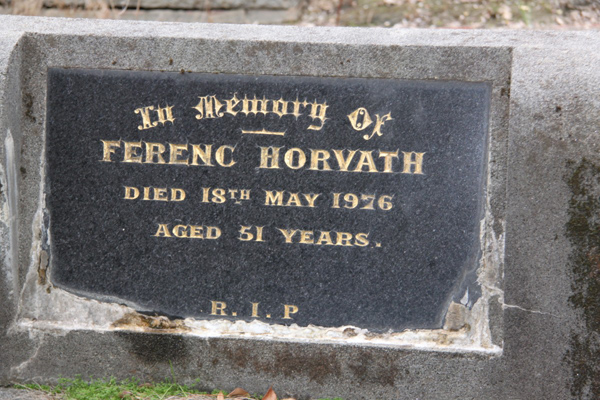 In Memory Of
FERENC HORVATH
DIED 18TH MAY 1976
AGED 51 YEARS.
R.I.P